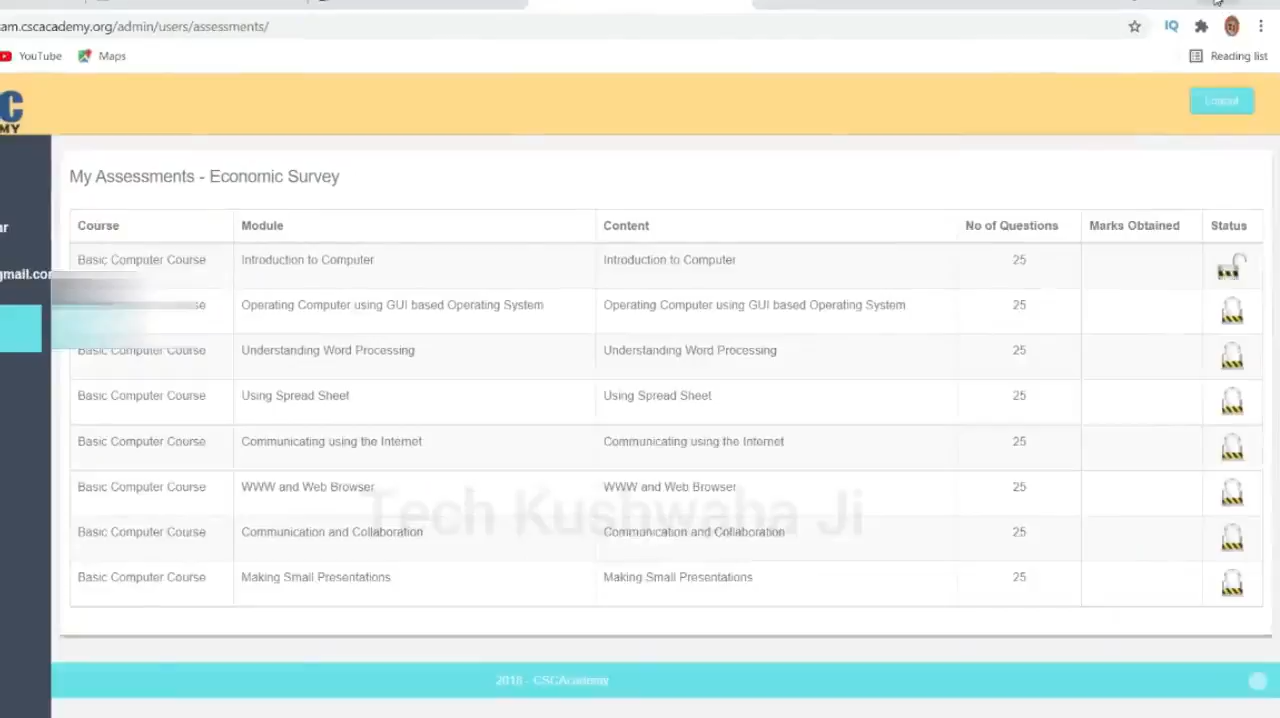 am.cscacademy.org/admin/users/assessments/
IQ
YouTube
Maps
Reading list
C
MY
Logout
My Assessments - Economic Survey
Course Module Content No of Questions Marks Obtained Status
Basic Computer Course Introduction to Computer Introduction to Computer 25
se Operating Computer using GUI based Operating System Operating Computer using GUI based Operating System 25
Basic Computer Course Understanding Word Processing Understanding Word Processing 25
Basic Computer Course Using Spread Sheet Using Spread Sheet 25
Basic Computer Course Communicating using the Internet Communicating using the Internet 25
Basic Computer Course WWW and Web Browser WWW and Web Browser 25
Basic Computer Course Communication and Collaboration Communication and Collaboration 25
Basic Computer Course Making Small Presentations Making Small Presentations 25
ar
gmail.com
Tech Kushwaha Ji
2018 - CSCAcademy